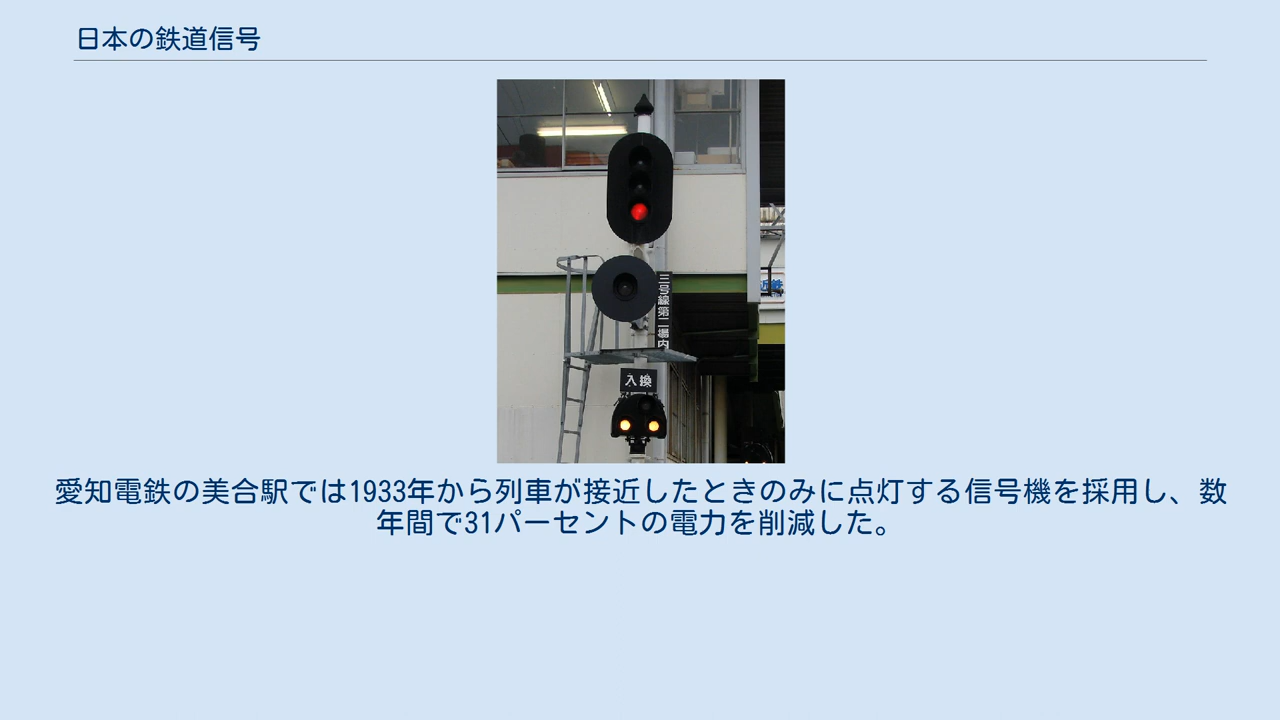 日本の鉄道信号
三号線第二場内
入換
愛知電鉄の美合駅では1933年から列車が接近したときのみに点灯する信号機を採用し、数
年間で31パーセントの電力を削減した。